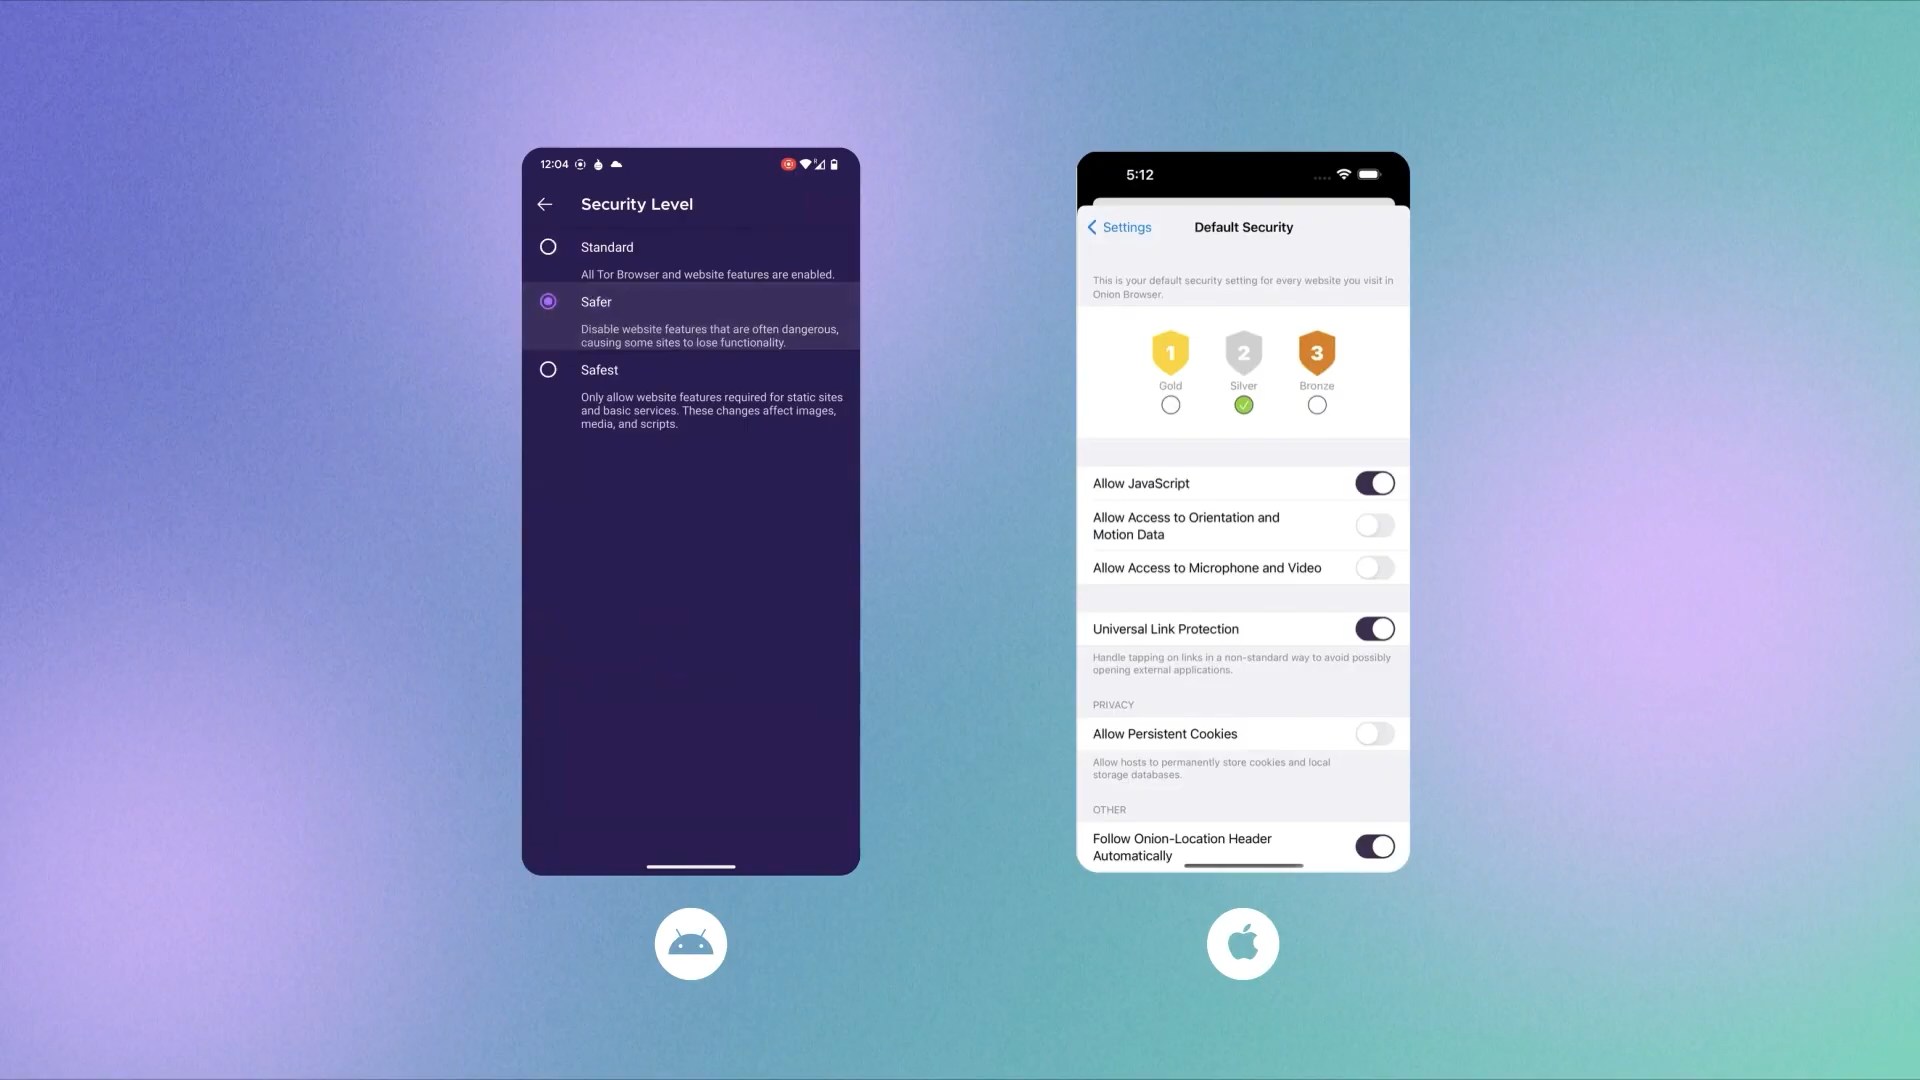 12:04
Security Level
Standard
All Tor Browser and website features are enabled.
Safer
Disable website features that are often dangerous,
causing some sites to lose functionality.
Safest
Only allow website features required for static sites
and basic services. These changes affect images,
media, and scripts.
5:12
Settings
Default Security
This is your default security setting for every website you visit in
Onion Browser.
1 2 3
Gold Silver Bronze
Allow JavaScript
Allow Access to Orientation and
Motion Data
Allow Access to Microphone and Video
Universal Link Protection
Handle tapping on links in a non-standard way to avoid possibly
opening external applications.
PRIVACY
Allow Persistent Cookies
Allow hosts to permanently store cookies and local
storage databases.
OTHER
Follow Onion-Location Header
Automatically